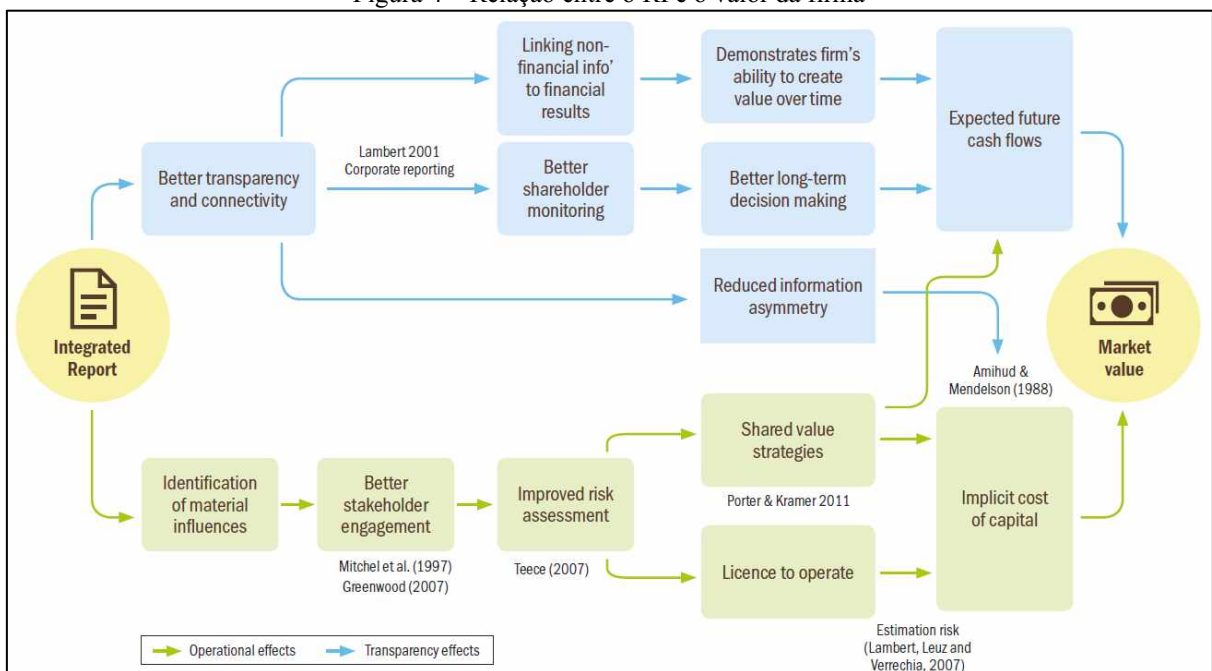 Linking non-
financial info'
to financial
results
Demonstrates firm's
ability to create
value over time
Expected future
cash flows
Lambert 2001
Corporate reporting
Better transparency
and connectivity
Better
shareholder
monitoring
Better long-term
decision making
Reduced information
asymmetry
Integrated
Report
Market
value
Amihud &
Mendelson (1988)
Shared value
strategies
Porter & Kramer 2011
Identification
of material
influences
Better
stakeholder
engagement
Improved risk
assessment
Implicit cost
of capital
Mitchel et al. (1997)
Greenwood (2007)
Teece (2007)
Licence to operate
Estimation risk
(Lambert, Leuz and
Verrechia, 2007)
Operational effects
Transparency effects